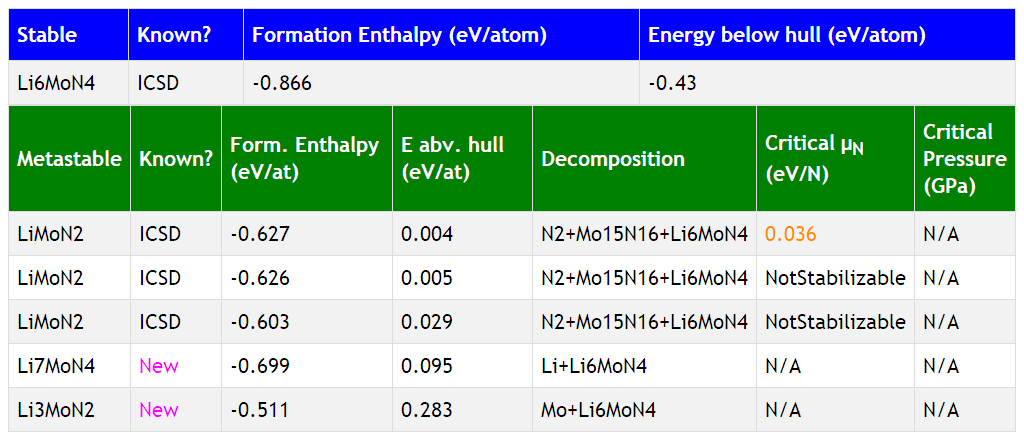 Stable Known? Formation Enthalpy (eV/atom) Energy below hull (eV/atom)
Li6MoN4 ICSD -0.866 -0.43
Metastable Known? Form. Enthalpy (eV/at) E abv. hull (eV/at) Decomposition Critical μN (eV/N) Critical Pressure (GPa)
LiMoN2 ICSD -0.627 0.004 N2+Mo15N16+Li6MoN4 0.036 N/A
LiMoN2 ICSD -0.626 0.005 N2+Mo15N16+Li6MoN4 NotStabilizable N/A
LiMoN2 ICSD -0.603 0.029 N2+Mo15N16+Li6MoN4 NotStabilizable N/A
Li7MoN4 New -0.699 0.095 Li+Li6MoN4 N/A N/A
Li3MoN2 New -0.511 0.283 Mo+Li6MoN4 N/A N/A